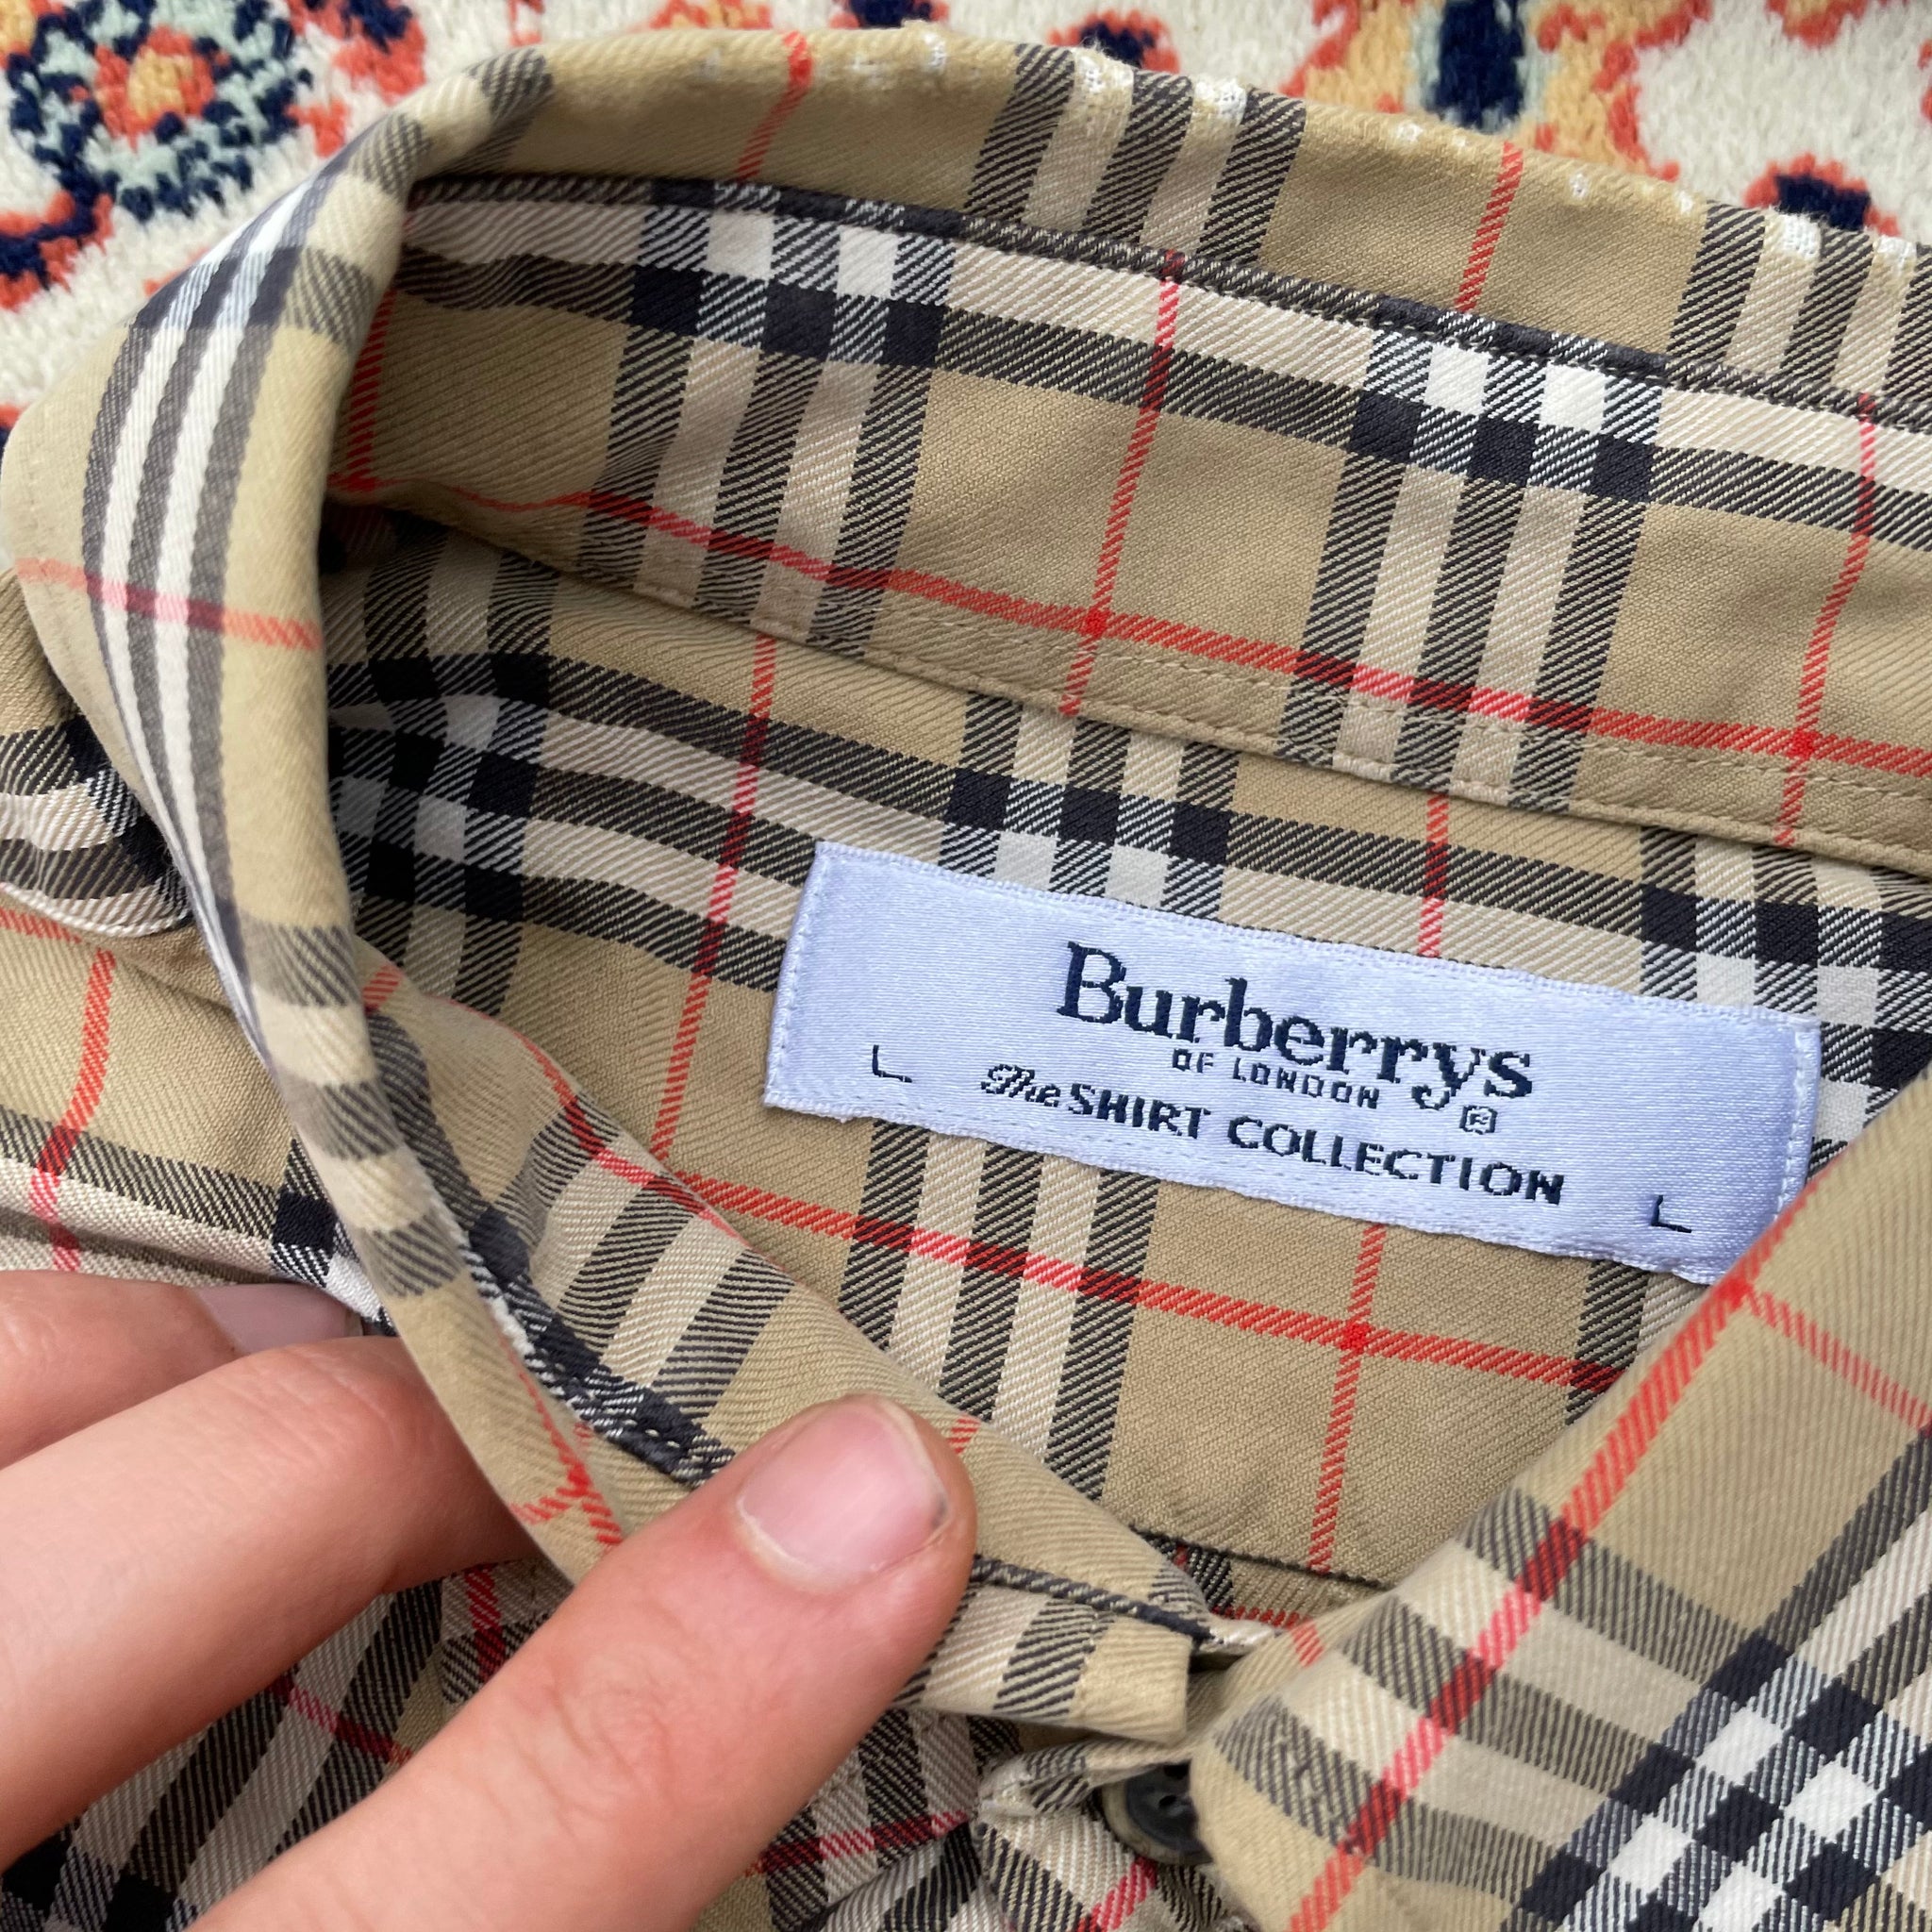 Burberrys
OF LONDON ®
L The SHIRT COLLECTION L